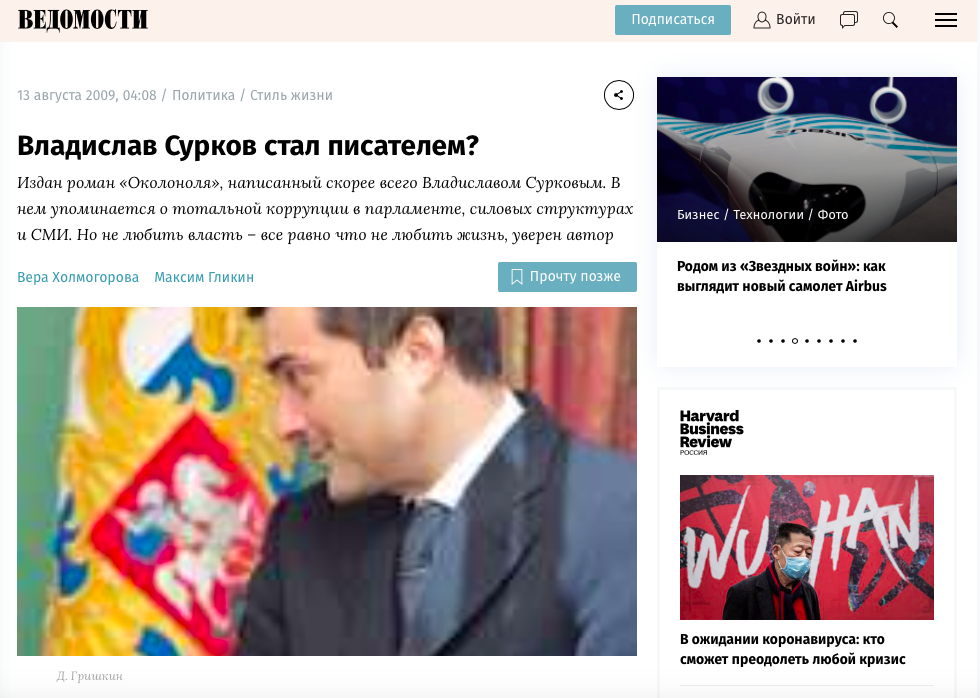 ВЕДОМОСТИ
Подписаться
Войти
13 августа 2009, 04:08 / Политика / Стиль жизни
Владислав Сурков стал писателем?
Издан роман «Околоноля», написанный скорее всего Владиславом Сурковым. В
нем упоминается о тотальной коррупции в парламенте, силовых структурах
и СМИ. Но не любить власть – все равно что не любить жизнь, уверен автор
Вера Холмогорова Максим Гликин
Прочту позже
Д. Гришкин
AIRBUS
Бизнес / Технологии / Фото
Родом из «Звездных войн»: как
выглядит новый самолет Airbus
Harvard
Business
Review
РОССИЯ
WUHAN
В ожидании коронавируса: кто
сможет преодолеть любой кризис